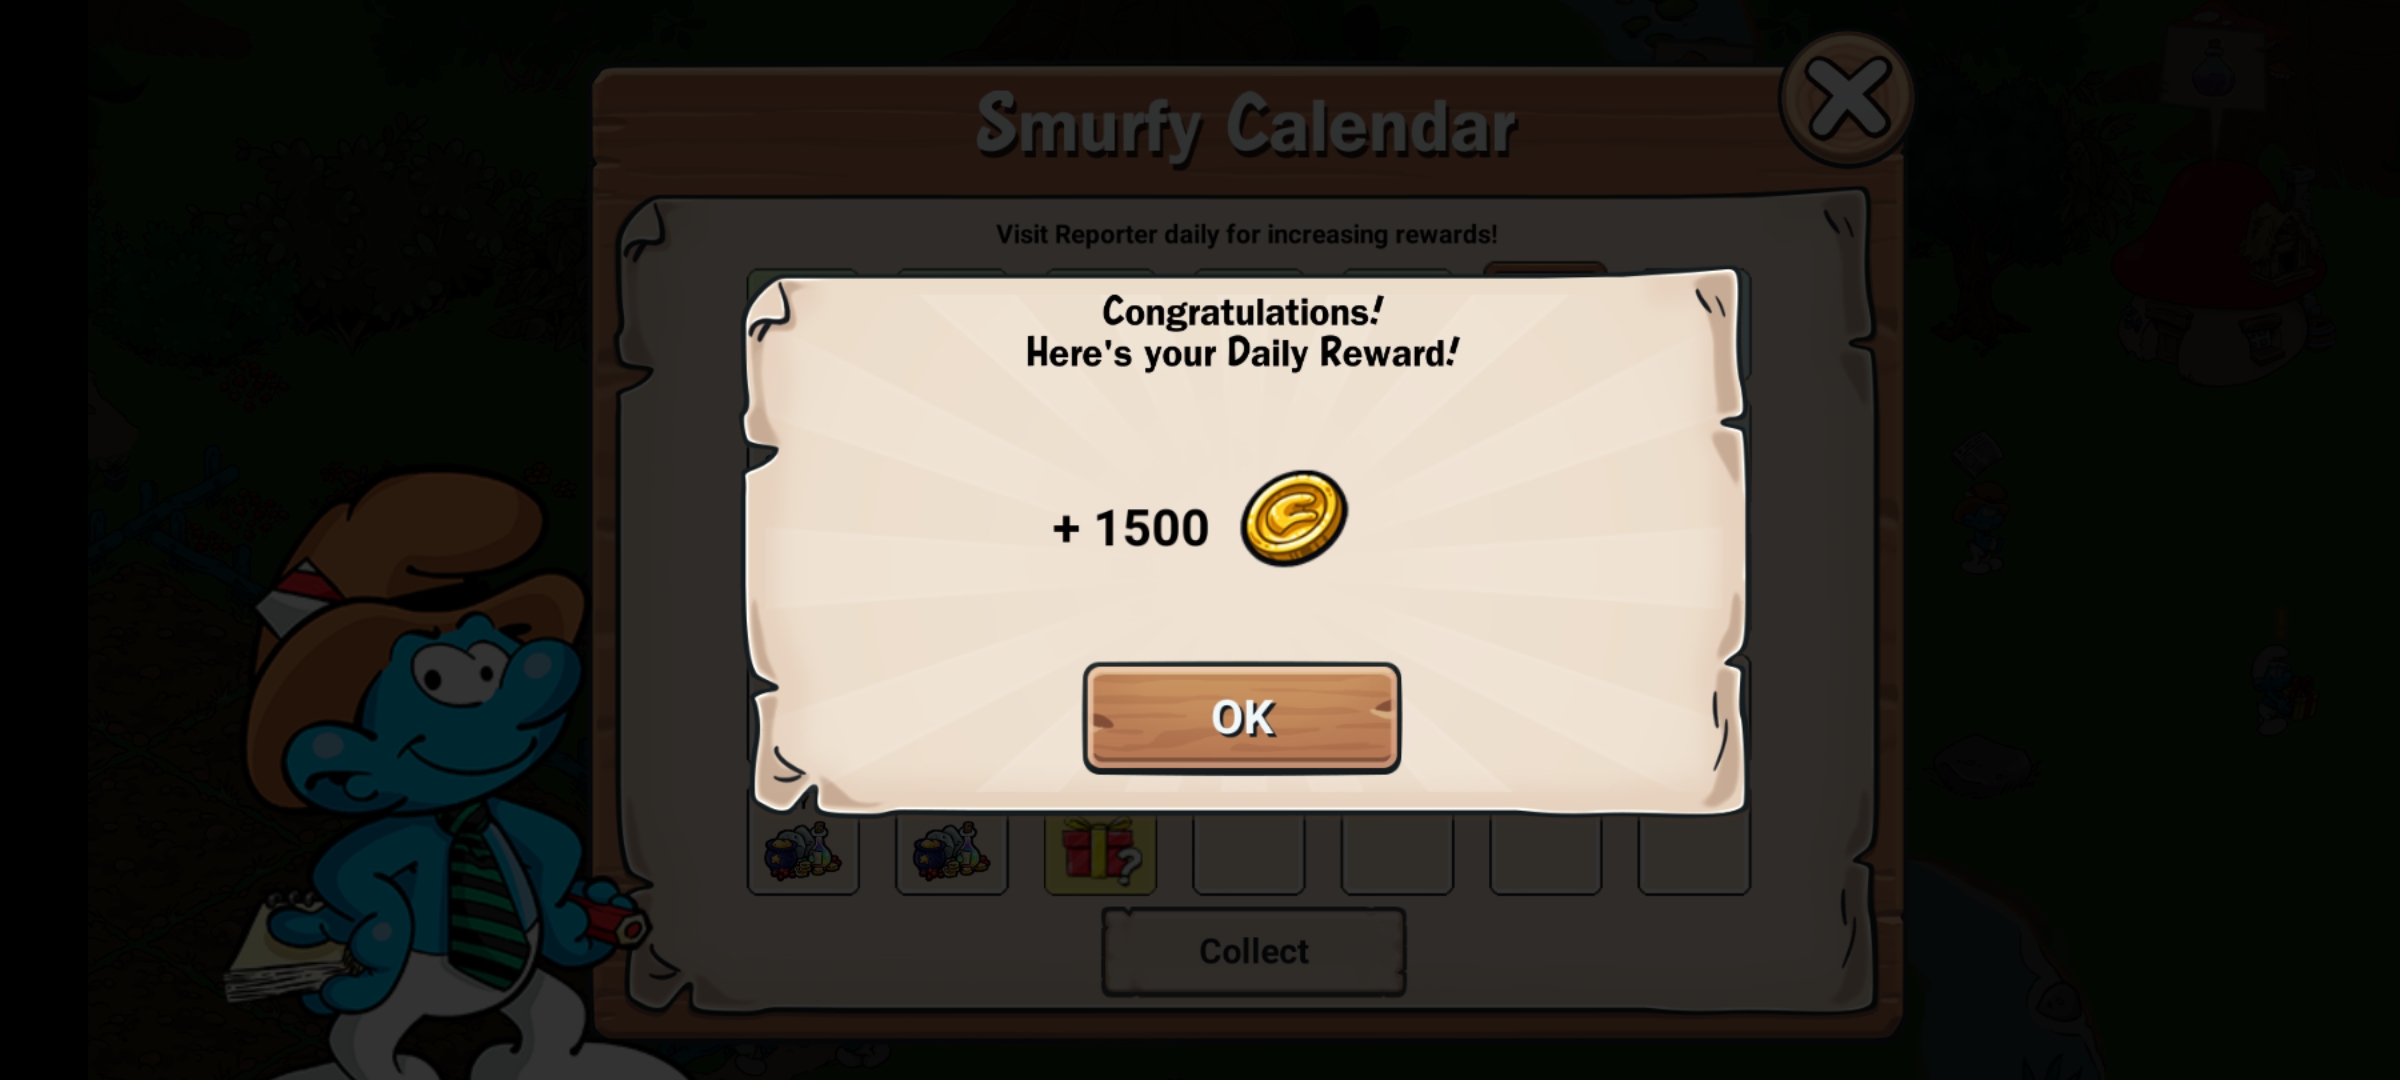 Smurfy Calendar
Visit Reporter daily for increasing rewards!
Congratulations!
Here's your Daily Reward!
+ 1500
OK
?
Collect